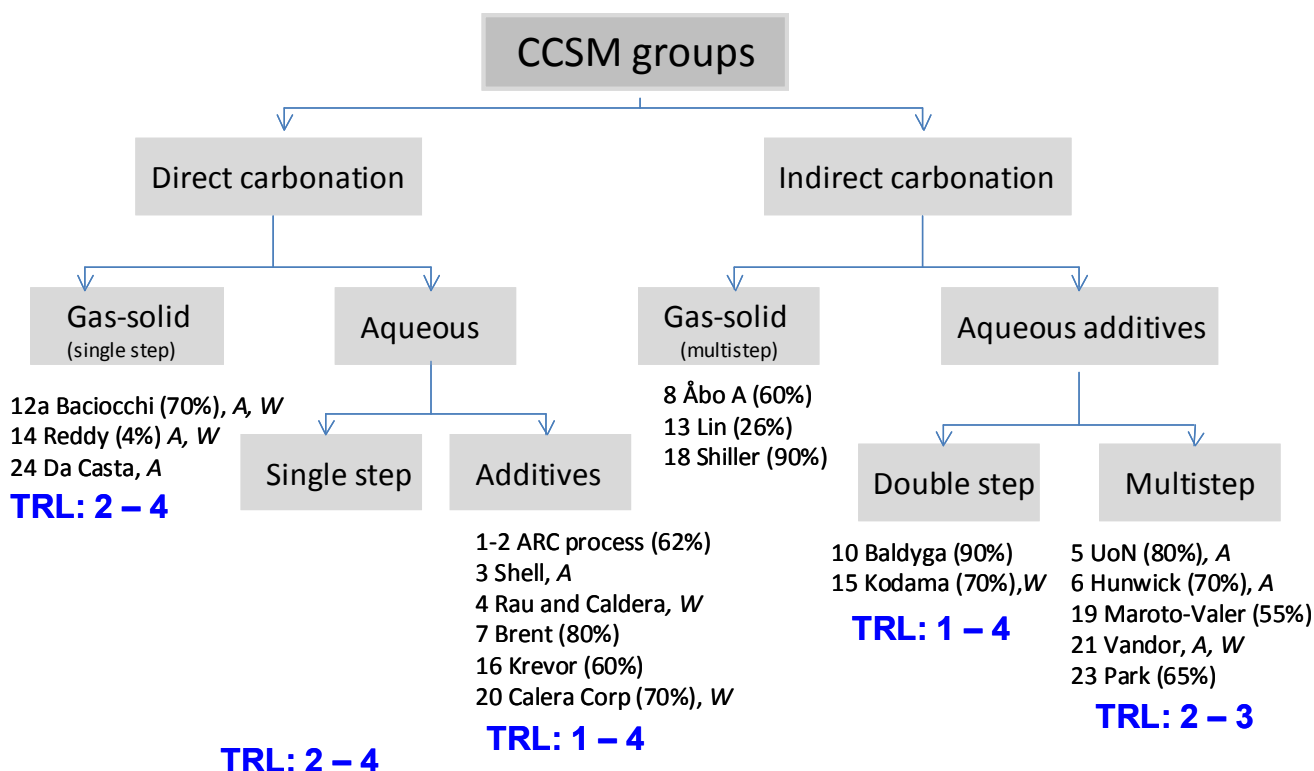 CCSM groups
Direct carbonation
Indirect carbonation
Gas-solid
(single step)
Aqueous
Gas-solid
(multistep)
Aqueous additives
12a Baciocchi (70%), A, W
14 Reddy (4%) A, W
24 Da Casta, A
TRL: 2 – 4
Single step
Additives
8 Åbo A (60%)
13 Lin (26%)
18 Shiller (90%)
Double step
Multistep
1-2 ARC process (62%)
3 Shell, A
4 Rau and Caldera, W
7 Brent (80%)
16 Krevor (60%)
20 Calera Corp (70%), W
TRL: 1 – 4
TRL: 2 – 4
10 Baldyga (90%)
15 Kodama (70%),W
TRL: 1 – 4
5 UoN (80%), A
6 Hunwick (70%), A
19 Maroto-Valer (55%)
21 Vandor, A, W
23 Park (65%)
TRL: 2 – 3